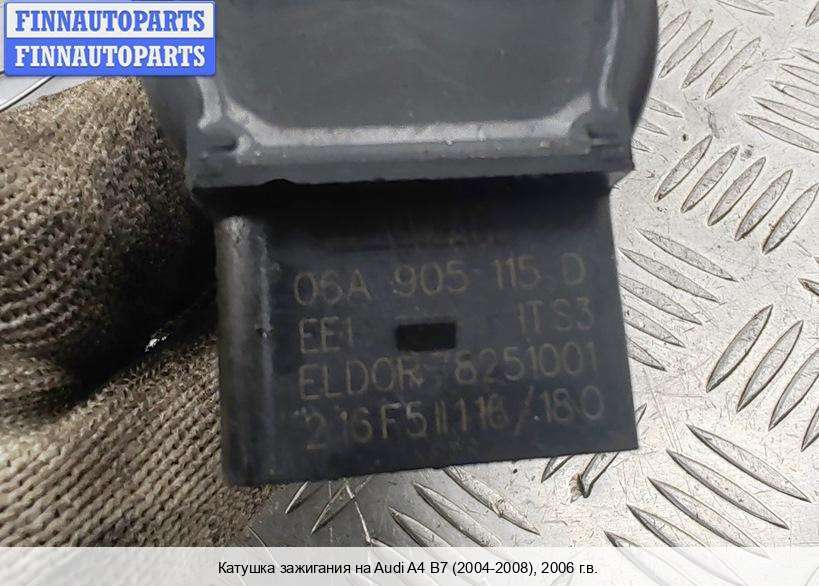 FINNAUTOPARTS
FINNAUTOPARTS
06A 905 115 D
EE1 1TS3
ELDOR 8251001
216F5II116/180
Катушка зажигания на Audi A4 B7 (2004-2008), 2006 г.в.